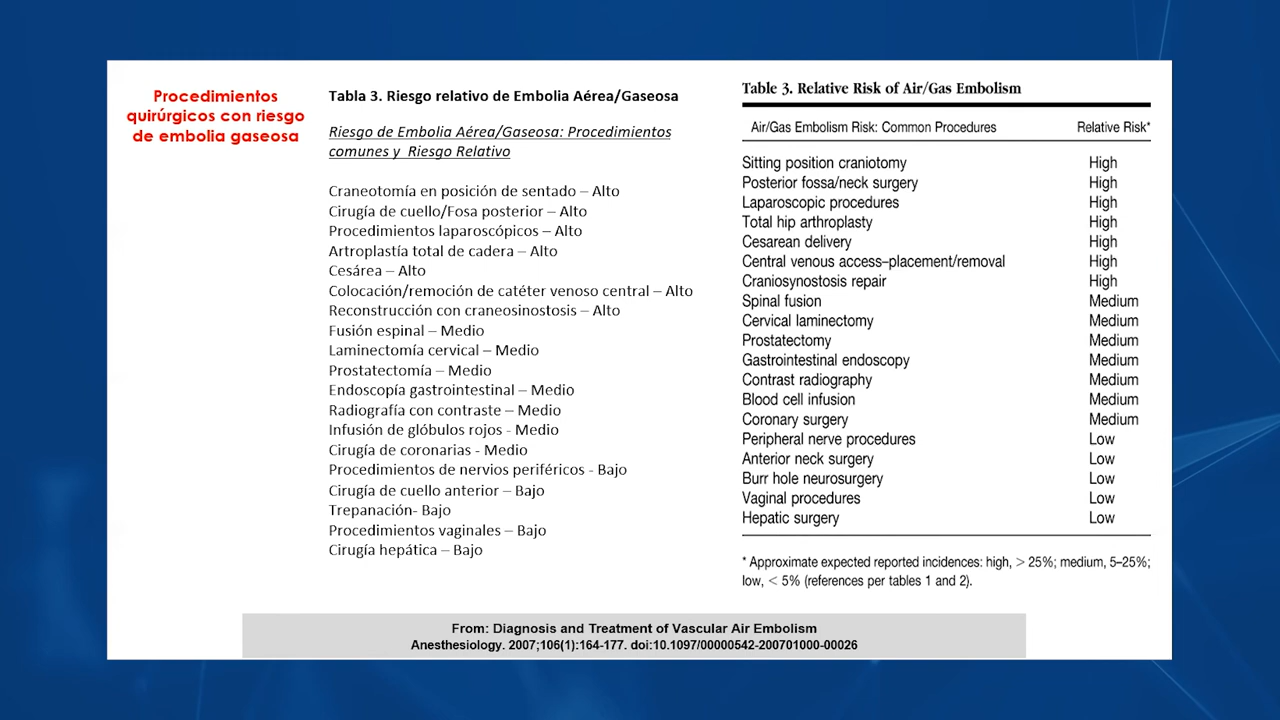 Procedimientos
quirúrgicos con riesgo
de embolia gaseosa
Tabla 3. Riesgo relativo de Embolia Aérea/Gaseosa
Riesgo de Embolia Aérea/Gaseosa: Procedimientos
comunes y Riesgo Relativo
Craneotomía en posición de sentado – Alto
Cirugía de cuello/Fosa posterior – Alto
Procedimientos laparoscópicos – Alto
Artroplastía total de cadera – Alto
Cesárea – Alto
Colocación/remoción de catéter venoso central – Alto
Reconstrucción con craneosinostosis – Alto
Fusión espinal – Medio
Laminectomía cervical – Medio
Prostatectomía – Medio
Endoscopía gastrointestinal – Medio
Radiografía con contraste – Medio
Infusión de glóbulos rojos - Medio
Cirugía de coronarias - Medio
Procedimientos de nervios periféricos - Bajo
Cirugía de cuello anterior – Bajo
Trepanación- Bajo
Procedimientos vaginales – Bajo
Cirugía hepática – Bajo
Table 3. Relative Risk of Air/Gas Embolism
Air/Gas Embolism Risk: Common Procedures Relative Risk*
Sitting position craniotomy High
Posterior fossa/neck surgery High
Laparoscopic procedures High
Total hip arthroplasty High
Cesarean delivery High
Central venous access–placement/removal High
Craniosynostosis repair High
Spinal fusion Medium
Cervical laminectomy Medium
Prostatectomy Medium
Gastrointestinal endoscopy Medium
Contrast radiography Medium
Blood cell infusion Medium
Coronary surgery Medium
Peripheral nerve procedures Low
Anterior neck surgery Low
Burr hole neurosurgery Low
Vaginal procedures Low
Hepatic surgery Low
* Approximate expected reported incidences: high, > 25%; medium, 5–25%;
low, < 5% (references per tables 1 and 2).
From: Diagnosis and Treatment of Vascular Air Embolism
Anesthesiology. 2007;106(1):164-177. doi:10.1097/00000542-200701000-00026